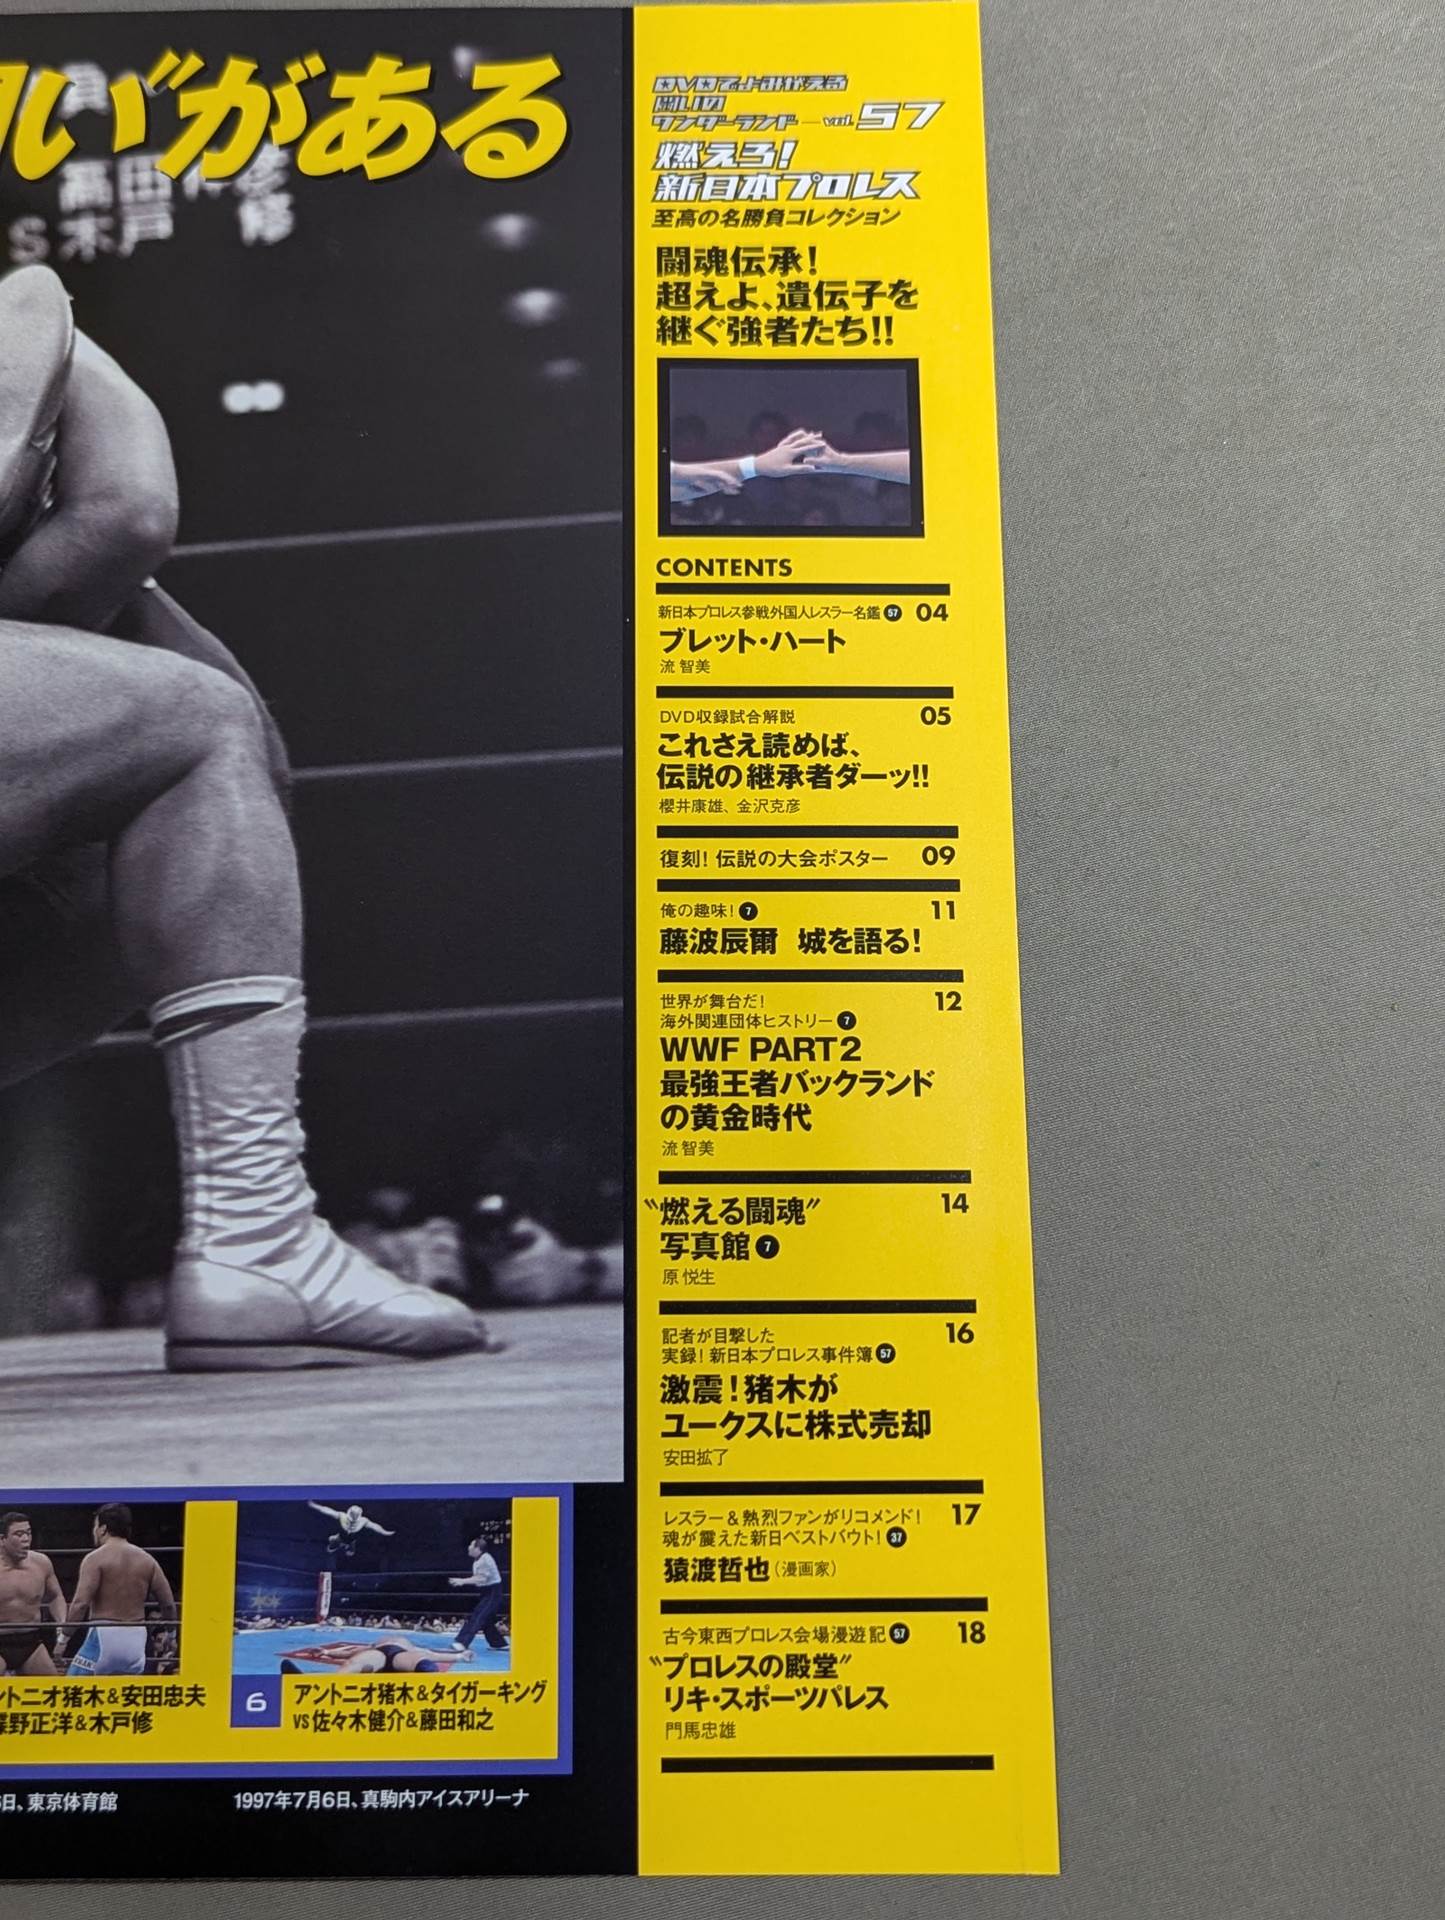 い"がある
高田
VS木戸 修
DVDでよみがえる
闘いの
ワンダーランド—vol.57
燃えろ!
新日本プロレス
至高の名勝負コレクション
闘魂伝承!
超えよ、遺伝子を
継ぐ強者たち!!
CONTENTS
新日本プロレス参戦外国人レスラー名鑑 57 04
ブレット・ハート
流 智美
DVD収録試合解説 05
これさえ読めば、
伝説の継承者ダーッ!!
櫻井康雄、金沢克彦
復刻! 伝説の大会ポスター 09
俺の趣味! 7 11
藤波辰爾 城を語る!
世界が舞台だ! 12
海外関連団体ヒストリー 7
WWF PART2
最強王者バックランド
の黄金時代
流 智美
"燃える闘魂" 14
写真館 7
原 悦生
記者が目撃した 16
実録! 新日本プロレス事件簿 57
激震!猪木が
ユークスに株式売却
安田拡了
レスラー&熱烈ファンがリコメンド! 17
魂が震えた新日ベストバウト! 37
猿渡哲也(漫画家)
古今東西プロレス会場漫遊記 57 18
"プロレスの殿堂"
リキ・スポーツパレス
門馬忠雄
ントニオ猪木&安田忠夫
蝶野正洋&木戸修
日、東京体育館
6
アントニオ猪木&タイガーキング
VS佐々木健介&藤田和之
1997年7月6日、真駒内アイスアリーナ